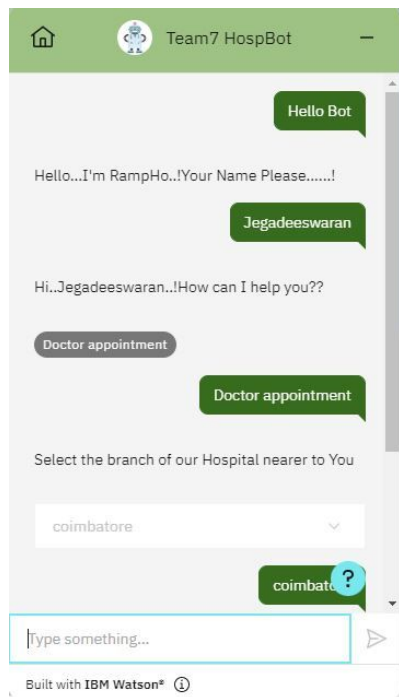 Team7 HospBot
Hello Bot
Hello...I'm RampHo..!Your Name Please......!
Jegadeeswaran
Hi..Jegadeeswaran..!How can I help you??
Doctor appointment
Doctor appointment
Select the branch of our Hospital nearer to You
coimbatore
?
Type something...
Built with IBM Watson®